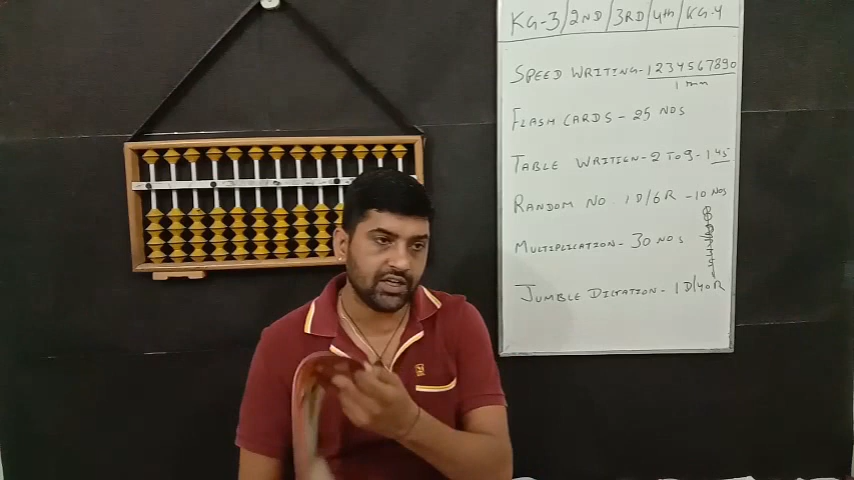 KG-3/2ND/3RD/4th/KG-4
SPEED WRITING-1234567890
1 min
FLASH CARDS - 25 NOS
TABLE WRITIEN-2 TO 9-1.45
RANDOM NO 1D/6R-10 NOS
MULTIPLICATION-30 NOS
JUMBLE DICTATION-1D/40R